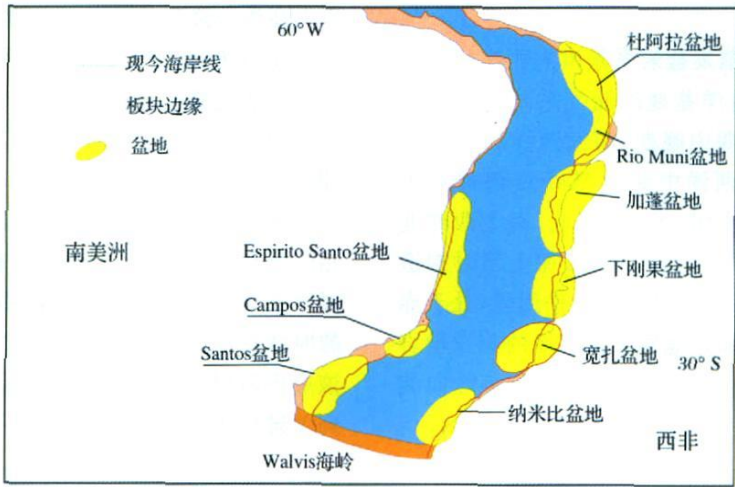 60° W
杜阿拉盆地
现今海岸线
板块边缘
盆地
Rio Muni盆地
加蓬盆地
南美洲
Espirito Santo盆地
下刚果盆地
Campos盆地
Santos盆地
宽扎盆地
30° S
纳米比盆地
西非
Walvis海岭